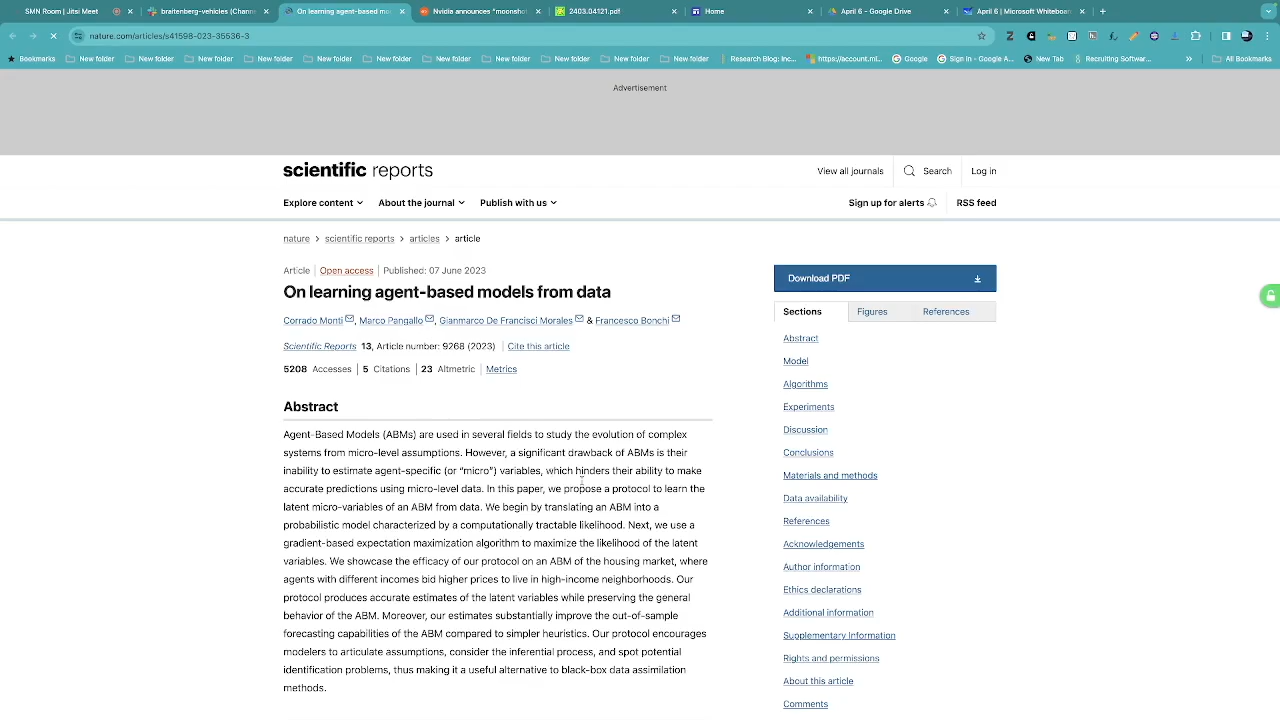 SMN Room | Jitsi Meet
braitenberg-vehicles (Chann
On learning agent-based mo
Nvidia announces "moonshot
2403.04121.pdf
Home
April 6 - Google Drive
April 6 | Microsoft Whiteboar
nature.com/articles/s41598-023-35536-3
Bookmarks New folder New folder New folder New folder New folder New folder New folder New folder New folder New folder New folder Research Blog: Inc... https://account.mi... Google Sign in - Google A... New Tab Recruiting Softwar... » All Bookmarks
Advertisement
scientific reports
View all journals Search Log in
Explore content About the journal Publish with us
Sign up for alerts RSS feed
nature > scientific reports > articles > article
Article | Open access | Published: 07 June 2023
On learning agent-based models from data
Corrado Monti, Marco Pangallo, Gianmarco De Francisci Morales & Francesco Bonchi
Scientific Reports 13, Article number: 9268 (2023) | Cite this article
5208 Accesses | 5 Citations | 23 Altmetric | Metrics
Abstract
Agent-Based Models (ABMs) are used in several fields to study the evolution of complex
systems from micro-level assumptions. However, a significant drawback of ABMs is their
inability to estimate agent-specific (or “micro”) variables, which hinders their ability to make
accurate predictions using micro-level data. In this paper, we propose a protocol to learn the
latent micro-variables of an ABM from data. We begin by translating an ABM into a
probabilistic model characterized by a computationally tractable likelihood. Next, we use a
gradient-based expectation maximization algorithm to maximize the likelihood of the latent
variables. We showcase the efficacy of our protocol on an ABM of the housing market, where
agents with different incomes bid higher prices to live in high-income neighborhoods. Our
protocol produces accurate estimates of the latent variables while preserving the general
behavior of the ABM. Moreover, our estimates substantially improve the out-of-sample
forecasting capabilities of the ABM compared to simpler heuristics. Our protocol encourages
modelers to articulate assumptions, consider the inferential process, and spot potential
identification problems, thus making it a useful alternative to black-box data assimilation
methods.
Download PDF
Sections Figures References
Abstract
Model
Algorithms
Experiments
Discussion
Conclusions
Materials and methods
Data availability
References
Acknowledgements
Author information
Ethics declarations
Additional information
Supplementary Information
Rights and permissions
About this article
Comments